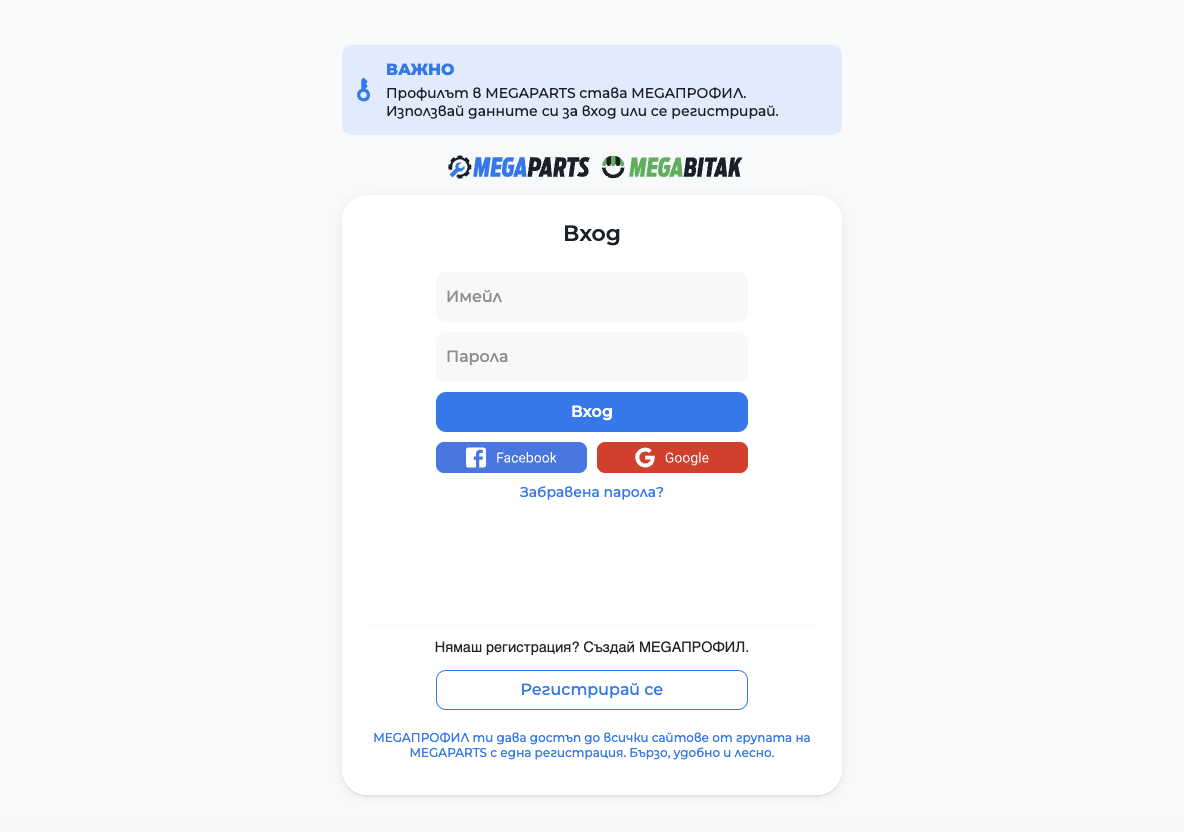 ВАЖНО
Профилът в MEGAPARTS става МЕGAПРОФИЛ.
Използвай данните си за вход или се регистрирай.
MEGAPARTS MEGABITAK
Вход
Имейл
Парола
Вход
Facebook Google
Забравена парола?
Нямаш регистрация? Създай MEGAПРОФИЛ.
Регистрирай се
MEGAПРОФИЛ ти дава достъп до всички сайтове от групата на
MEGAPARTS с една регистрация. Бързо, удобно и лесно.